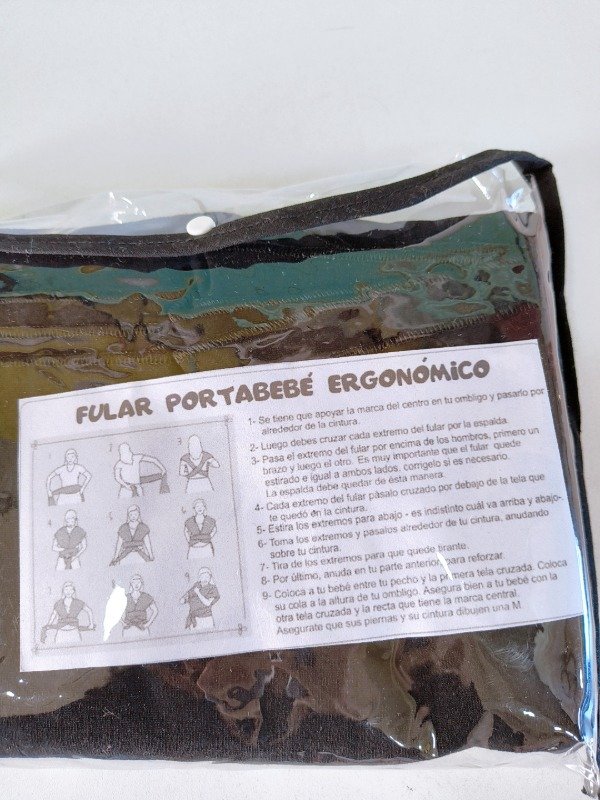 FULAR PORTABEBÉ ERGONÓMICO
1- Se tiene que apoyar la marca del centro en tu ombligo y pasarlo por
alrededor de la cintura.
2- Luego debes cruzar cada extremo del fular por la espalda.
3- Pasa el extremo del fular por encima de los hombros, primero un
brazo y luego el otro. Es muy importante que el fular quede
estirado e igual a ambos lados, corrigelo si es necesario.
La espalda debe quedar de ésta manera.
4- Cada extremo del fular pásalo cruzado por debajo de la tela que
te quedó en la cintura.
5- Estira los extremos para abajo - es indistinto cuál va arriba y abajo-.
6- Toma los extremos y pasalos alrededor de tu cintura, anudando
sobre tu cintura.
7- Tira de los extremos para que quede tirante.
8- Por último, anuda en tu parte anterior, para reforzar.
9- Coloca a tu bebé entre tu pecho y la primera tela cruzada. Coloca
su cola a la altura de tu ombligo. Asegura bien a tu bebé con la
otra tela cruzada y la recta que tiene la marca central.
Asegurate que sus piernas y su cintura dibujen una M